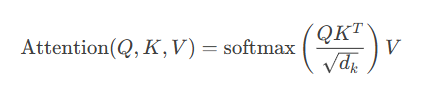 Attention(Q, K, V) = softmax(QK^T / √d_k)V